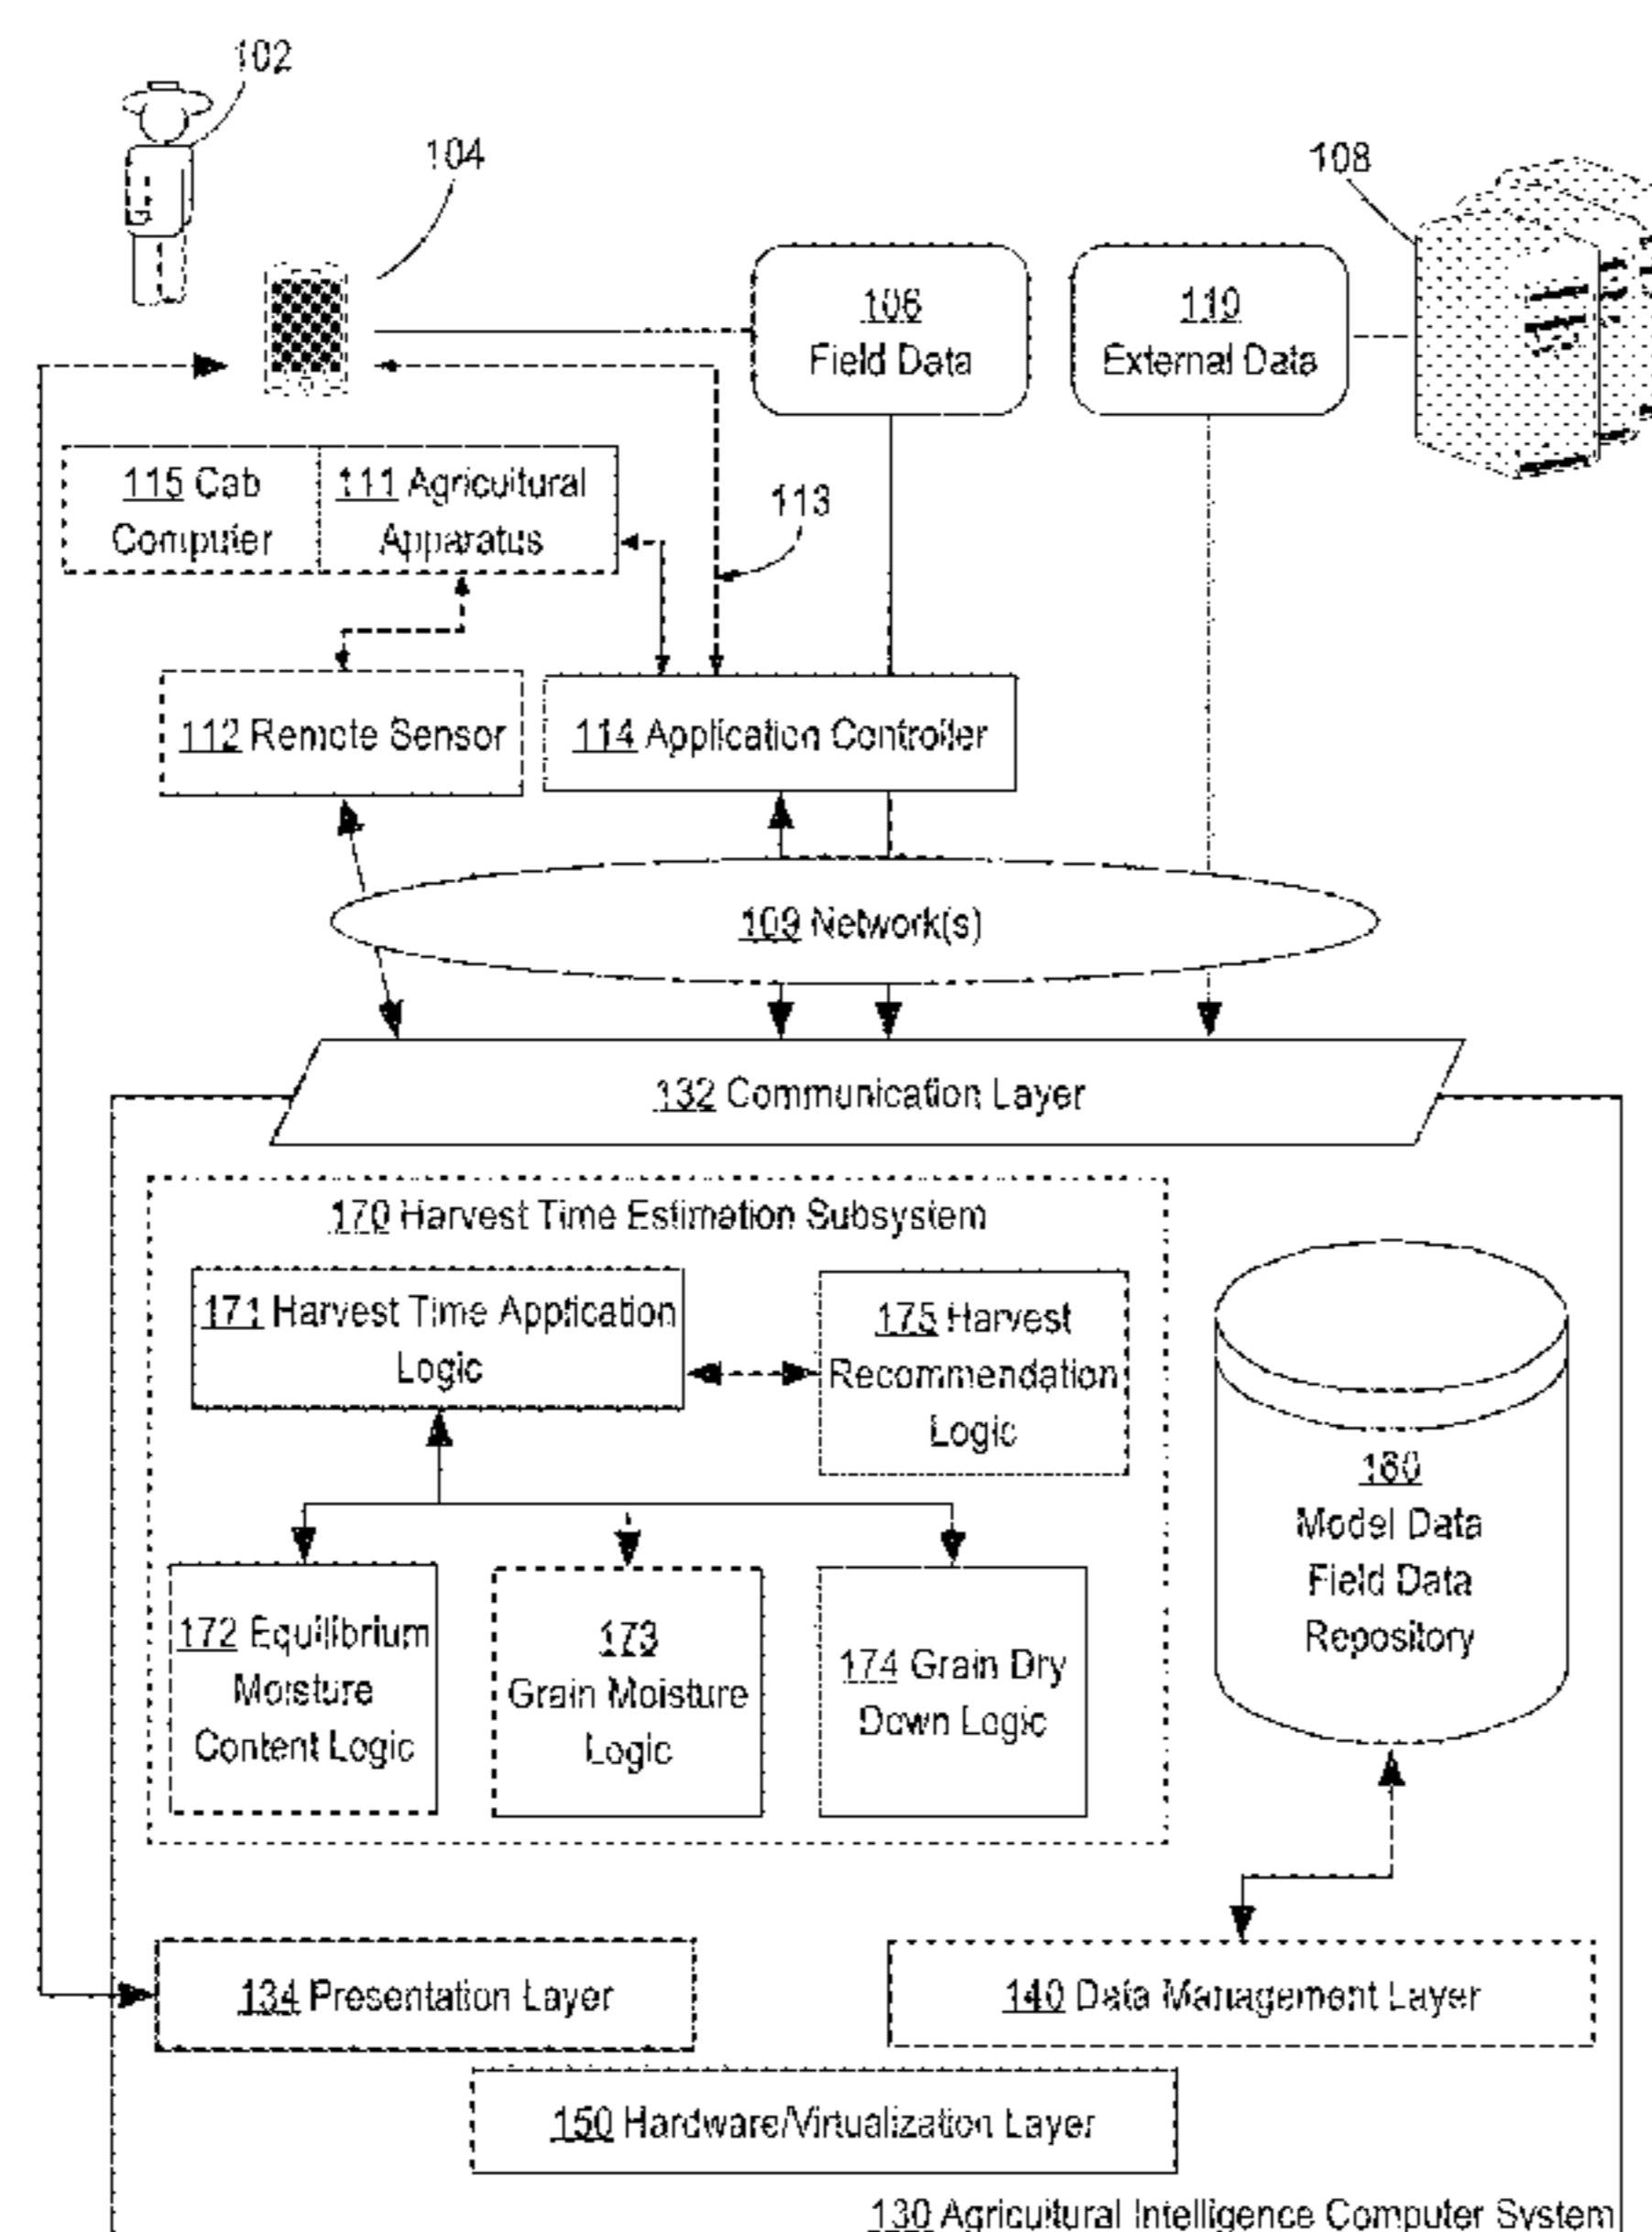 102
104
108
106
Field Data
110
External Data
115 Cab
Computer
111 Agricultural
Apparatus
113
112 Remote Sensor
114 Application Controller
109 Network(s)
132 Communication Layer
170 Harvest Time Estimation Subsystem
171 Harvest Time Application
Logic
175 Harvest
Recommendation
Logic
160
Model Data
Field Data
Repository
172 Equilibrium
Moisture
Content Logic
173
Grain Moisture
Logic
174 Grain Dry
Down Logic
134 Presentation Layer
140 Data Management Layer
150 Hardware/Virtualization Layer
130 Agricultural Intelligence Computer System